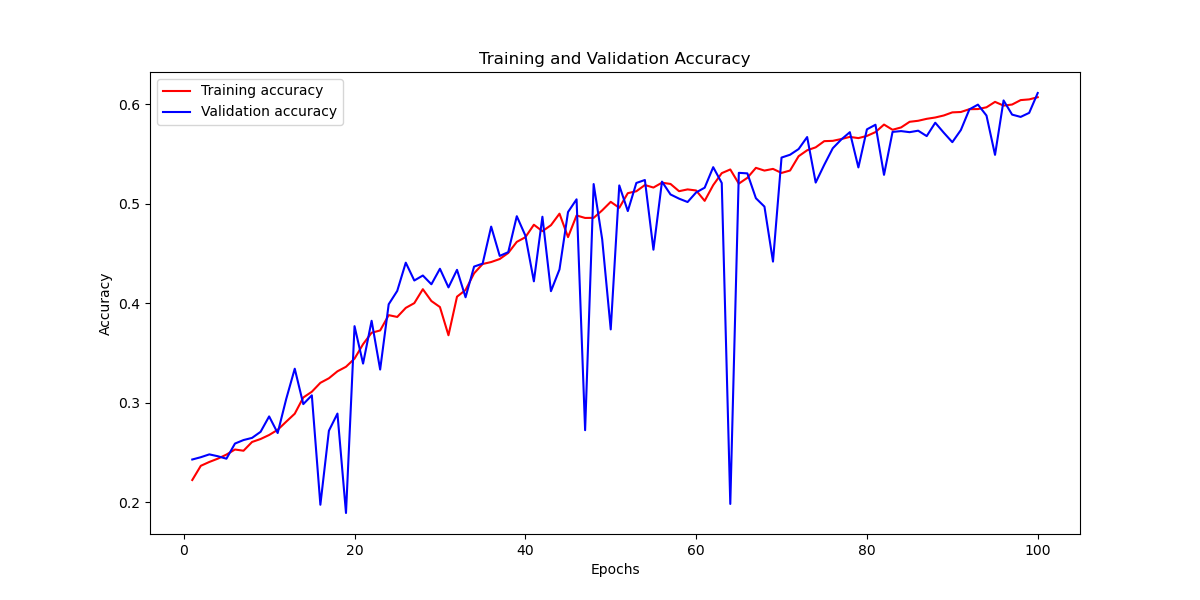 Training and Validation Accuracy
Training accuracy
Validation accuracy
0.6
0.5
0.4
0.3
0.2
Accuracy
0
20
40
60
80
100
Epochs